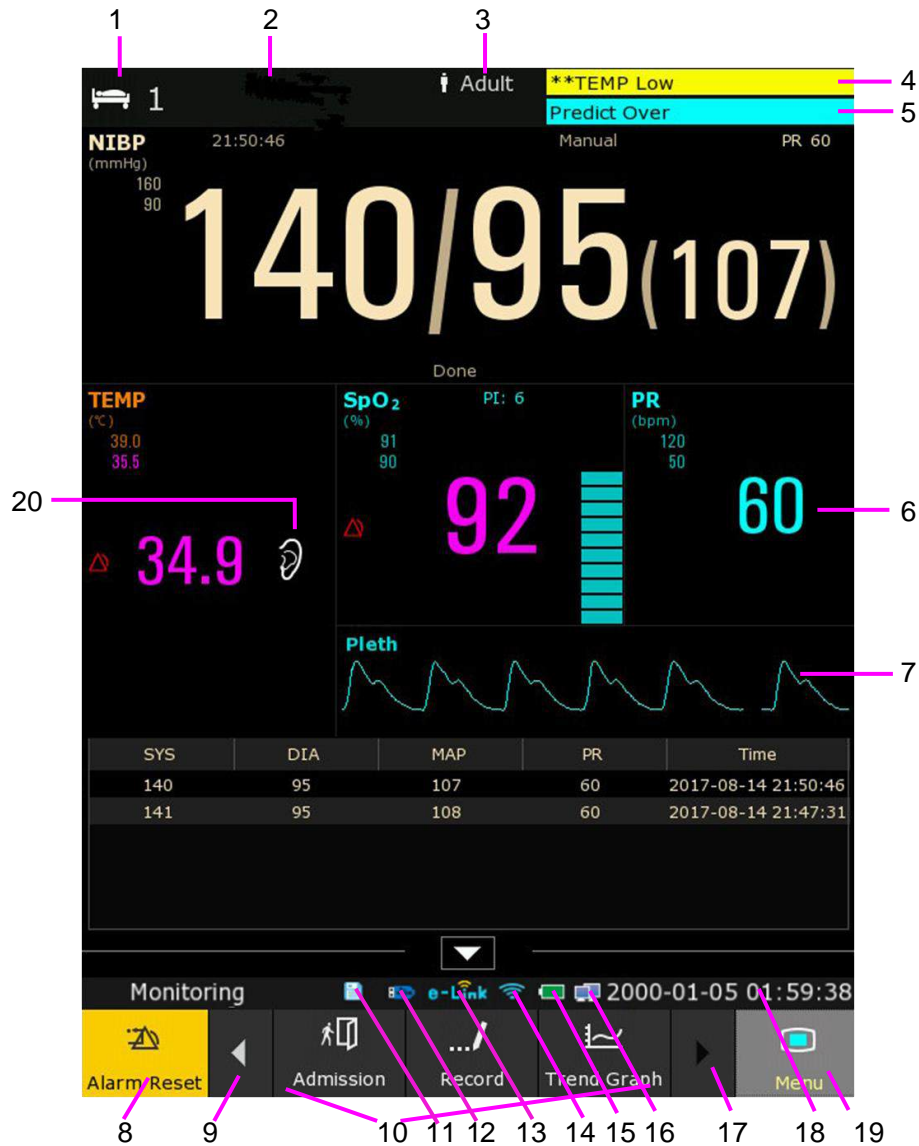 1 2 3
1 Adult **TEMP Low 4
Predict Over 5
NIBP 21:50:46 Manual PR 60
(mmHg)
160
90
140/95(107)
Done
TEMP SpO₂ PI: 6 PR
(℃) (%) (bpm)
39.0 91 120
35.5 90 50
20 34.9 92 60 6
Pleth
7
SYS DIA MAP PR Time
140 95 107 60 2017-08-14 21:50:46
141 95 108 60 2017-08-14 21:47:31
Monitoring e-Link 2000-01-05 01:59:38
Alarm Reset Admission Record Trend Graph Menu
8 9 10 11 12 13 14 15 16 17 18 19